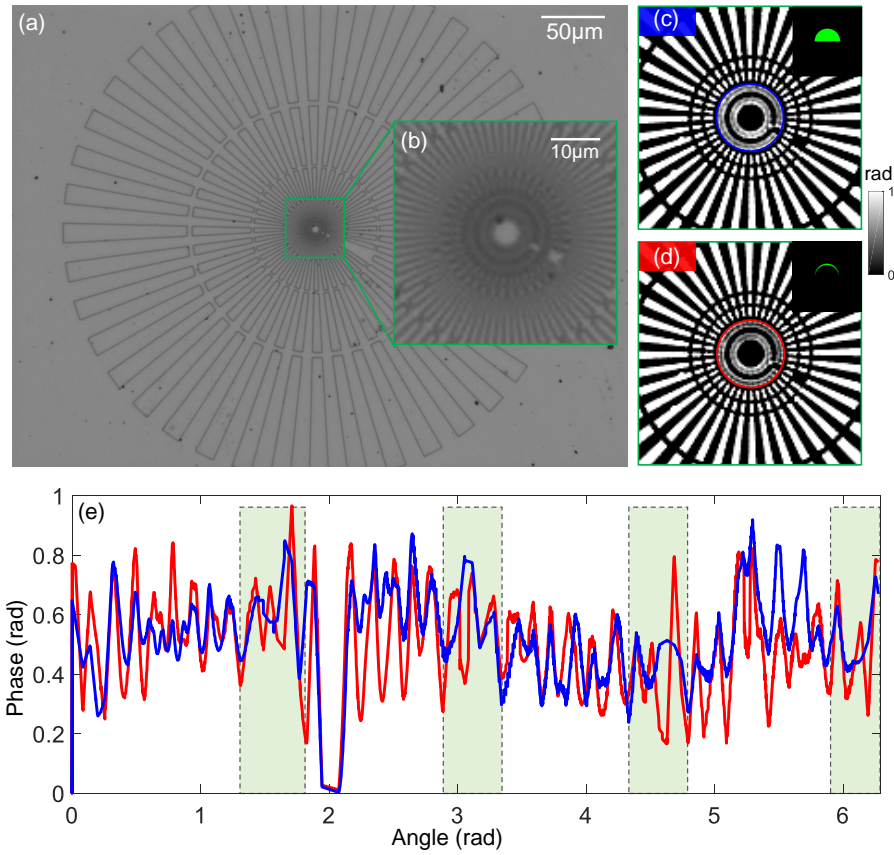 (a)
50μm
(b)
10μm
(c)
rad
1
0
(d)
(e)
Phase (rad)
1
0.8
0.6
0.4
0.2
0
0 1 2 3 4 5 6
Angle (rad)